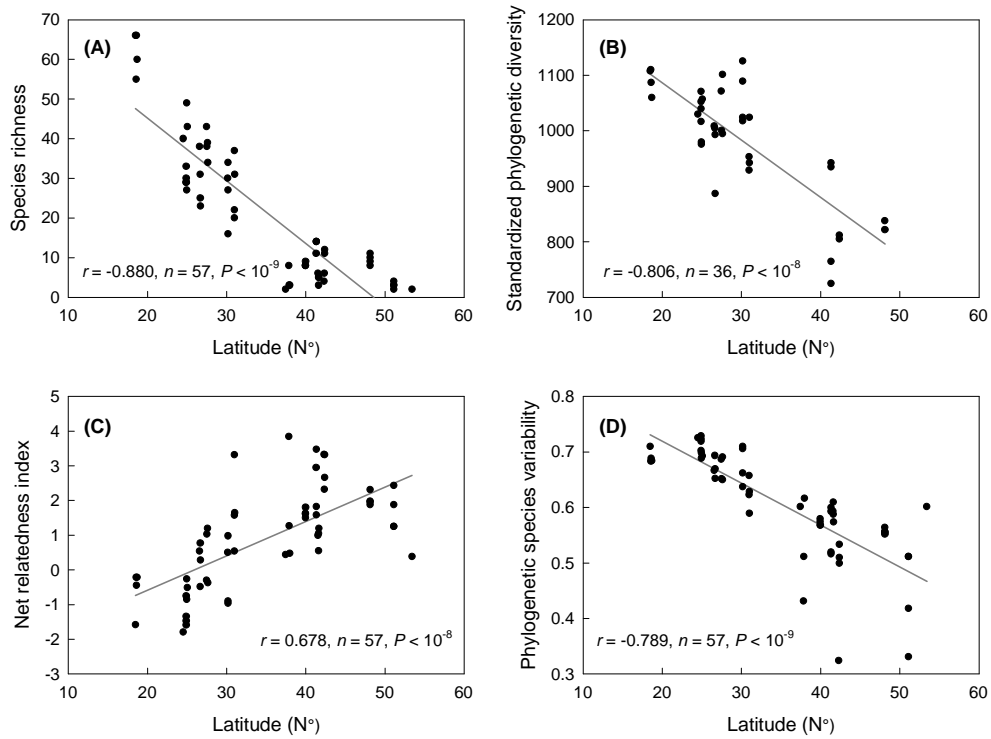 (A)
Species richness
70
60
50
40
30
20
10
0
r = -0.880, n = 57, P < 10⁻⁹
10 20 30 40 50 60
Latitude (N°)
(B)
Standardized phylogenetic diversity
1200
1100
1000
900
800
700
r = -0.806, n = 36, P < 10⁻⁸
10 20 30 40 50 60
Latitude (N°)
(C)
Net relatedness index
5
4
3
2
1
0
-1
-2
-3
r = 0.678, n = 57, P < 10⁻⁸
10 20 30 40 50 60
Latitude (N°)
(D)
Phylogenetic species variability
0.8
0.7
0.6
0.5
0.4
0.3
r = -0.789, n = 57, P < 10⁻⁹
10 20 30 40 50 60
Latitude (N°)